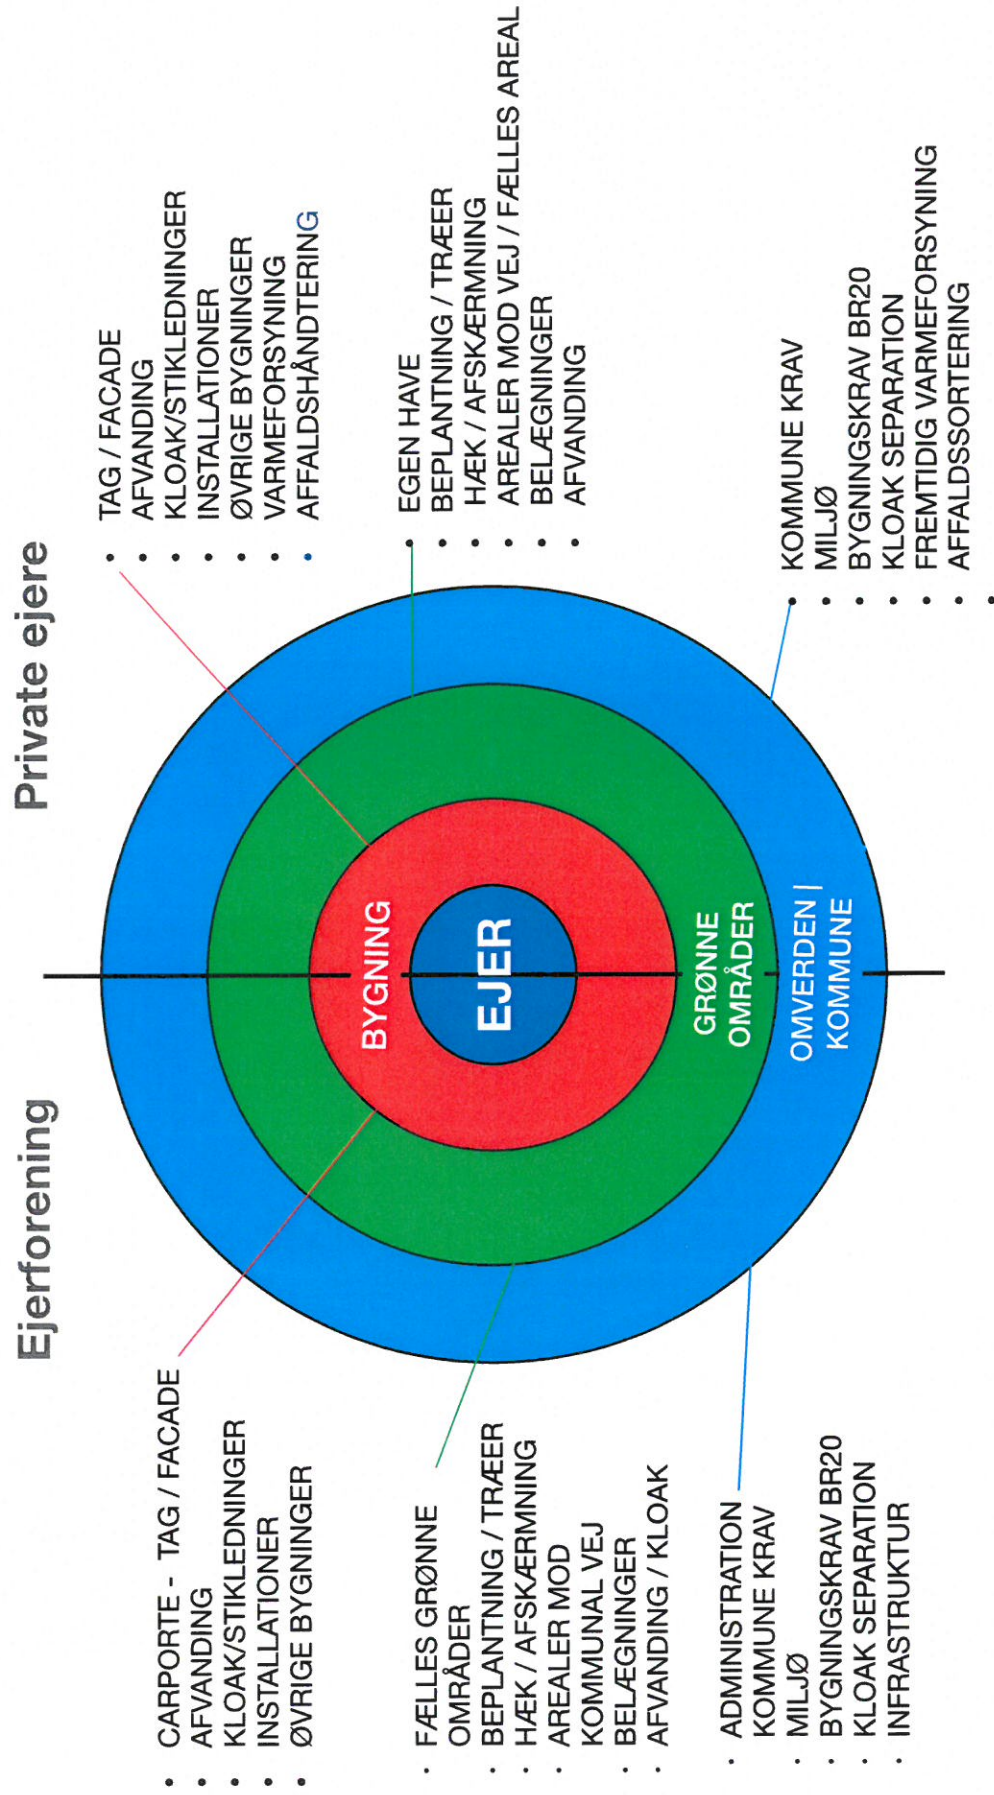 Ejerforening
Private ejere
CARPORTE - TAG / FACADE
AFVANDING
KLOAK/STIKLEDNINGER
INSTALLATIONER
ØVRIGE BYGNINGER
FÆLLES GRØNNE
OMRÅDER
BEPLANTNING / TRÆER
HÆK / AFSKÆRMNING
AREALER MOD
KOMMUNAL VEJ
BELÆGNINGER
AFVANDING / KLOAK
ADMINISTRATION
KOMMUNE KRAV
MILJØ
BYGNINGSKRAV BR20
KLOAK SEPARATION
INFRASTRUKTUR
BYGNING
EJER
GRØNNE
OMRÅDER
OMVERDEN |
KOMMUNE
TAG / FACADE
AFVANDING
KLOAK/STIKLEDNINGER
INSTALLATIONER
ØVRIGE BYGNINGER
VARMEFORSYNING
AFFALDSHÅNDTERING
EGEN HAVE
BEPLANTNING / TRÆER
HÆK / AFSKÆRMNING
AREALER MOD VEJ / FÆLLES AREAL
BELÆGNINGER
AFVANDING
KOMMUNE KRAV
MILJØ
BYGNINGSKRAV BR20
KLOAK SEPARATION
FREMTIDIG VARMEFORSYNING
AFFALDSSORTERING